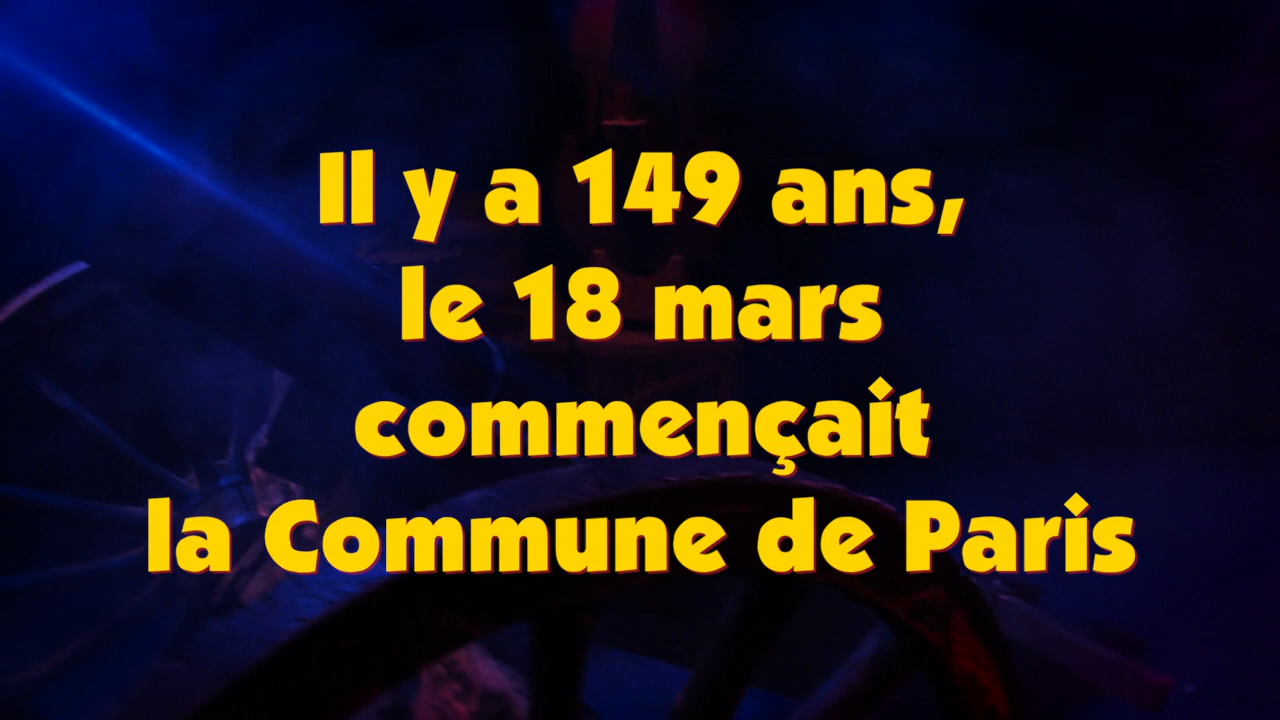 Il y a 149 ans,
le 18 mars
commençait
la Commune de Paris